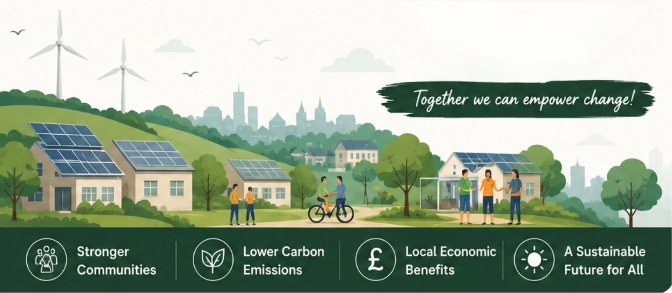 Together we can empower change!
Stronger
Communities
Lower Carbon
Emissions
£
Local Economic
Benefits
A Sustainable
Future for All